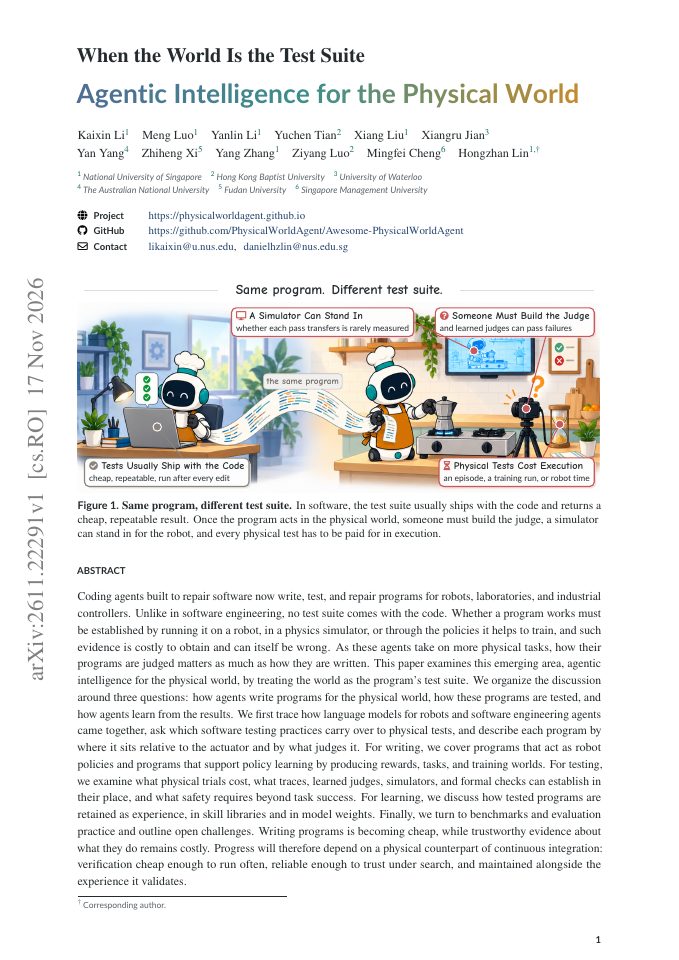 When the World Is the Test Suite
Agentic Intelligence for the Physical World
Kaixin Li1 Meng Luo1 Yanlin Li1 Yuchen Tian2 Xiang Liu1 Xiangru Jian3
Yan Yang4 Zhiheng Xi5 Yang Zhang1 Ziyang Luo2 Mingfei Cheng6 Hongzhan Lin1,†
1 National University of Singapore 2 Hong Kong Baptist University 3 University of Waterloo
4 The Australian National University 5 Fudan University 6 Singapore Management University
Project https://physicalworldagent.github.io
GitHub https://github.com/PhysicalWorldAgent/Awesome-PhysicalWorldAgent
Contact likaixin@u.nus.edu, danielhzlin@nus.edu.sg
arXiv:2611.22291v1 [cs.RO] 17 Nov 2026
Same program. Different test suite.
A Simulator Can Stand In
whether each pass transfers is rarely measured
Someone Must Build the Judge
and learned judges can pass failures
the same program
?
Tests Usually Ship with the Code
cheap, repeatable, run after every edit
Physical Tests Cost Execution
an episode, a training run, or robot time
Figure 1. Same program, different test suite. In software, the test suite usually ships with the code and returns a
cheap, repeatable result. Once the program acts in the physical world, someone must build the judge, a simulator
can stand in for the robot, and every physical test has to be paid for in execution.
ABSTRACT
Coding agents built to repair software now write, test, and repair programs for robots, laboratories, and industrial
controllers. Unlike in software engineering, no test suite comes with the code. Whether a program works must
be established by running it on a robot, in a physics simulator, or through the policies it helps to train, and such
evidence is costly to obtain and can itself be wrong. As these agents take on more physical tasks, how their
programs are judged matters as much as how they are written. This paper examines this emerging area, agentic
intelligence for the physical world, by treating the world as the program's test suite. We organize the discussion
around three questions: how agents write programs for the physical world, how these programs are tested, and
how agents learn from the results. We first trace how language models for robots and software engineering agents
came together, ask which software testing practices carry over to physical tests, and describe each program by
where it sits relative to the actuator and by what judges it. For writing, we cover programs that act as robot
policies and programs that support policy learning by producing rewards, tasks, and training worlds. For testing,
we examine what physical trials cost, what traces, learned judges, simulators, and formal checks can establish in
their place, and what safety requires beyond task success. For learning, we discuss how tested programs are
retained as experience, in skill libraries and in model weights. Finally, we turn to benchmarks and evaluation
practice and outline open challenges. Writing programs is becoming cheap, while trustworthy evidence about
what they do remains costly. Progress will therefore depend on a physical counterpart of continuous integration:
verification cheap enough to run often, reliable enough to trust under search, and maintained alongside the
experience it validates.
† Corresponding author.
1